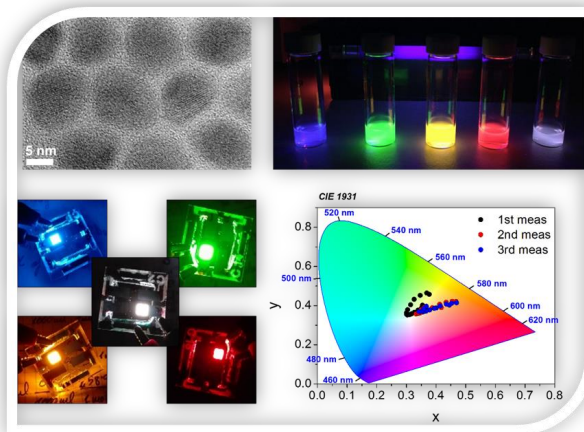 5 nm
CIE 1931
520 nm
540 nm
560 nm
580 nm
600 nm
620 nm
500 nm
480 nm
460 nm
1st meas
2nd meas
3rd meas
0.8
0.6
0.4
0.2
0.0
y
0.0 0.1 0.2 0.3 0.4 0.5 0.6 0.7 0.8
x